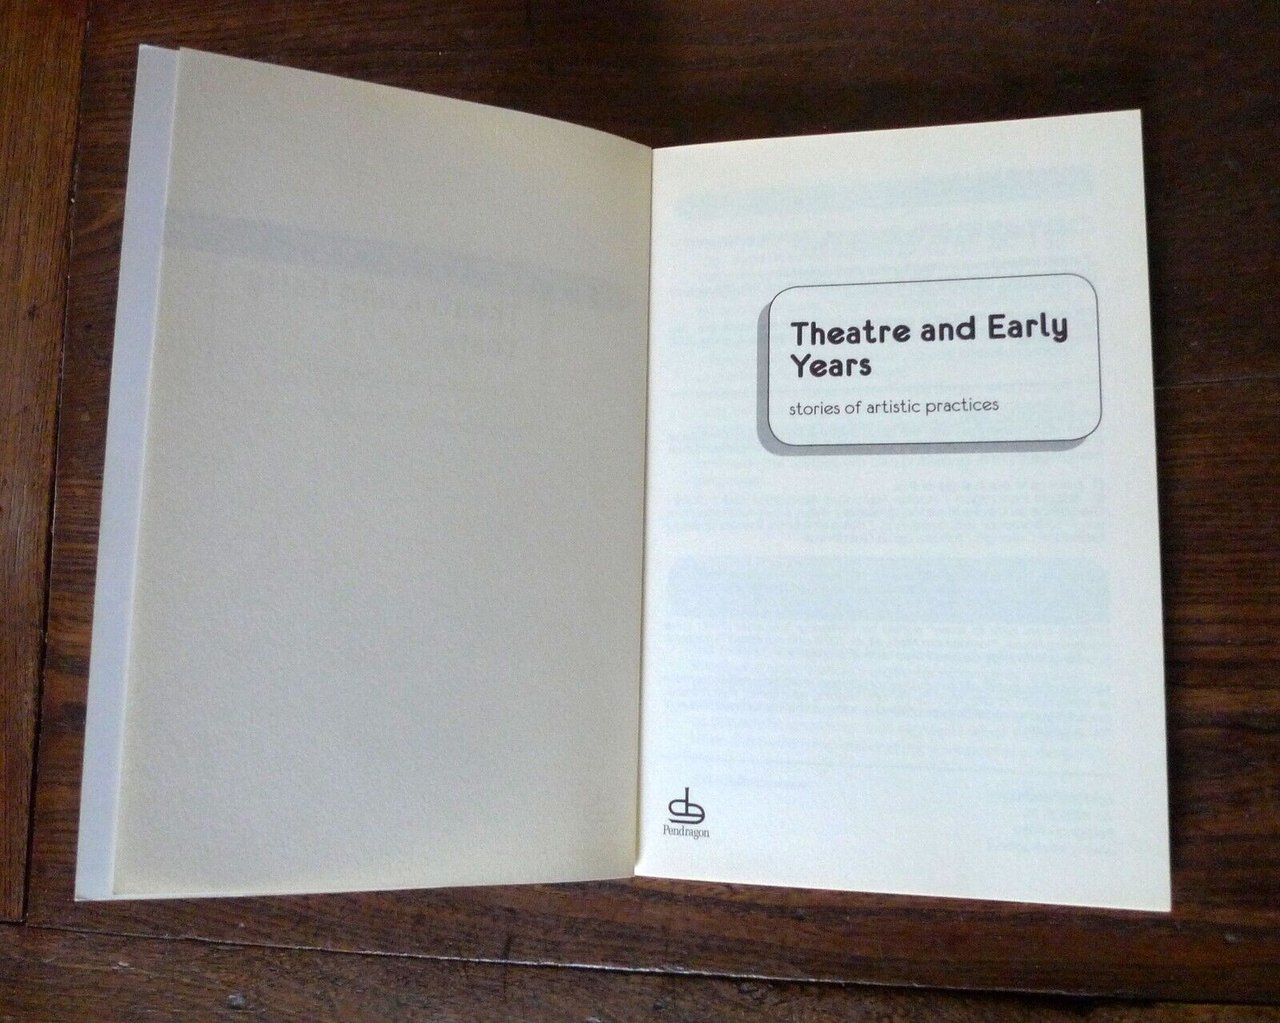 Theatre and Early
Years
stories of artistic practices
Pendragon